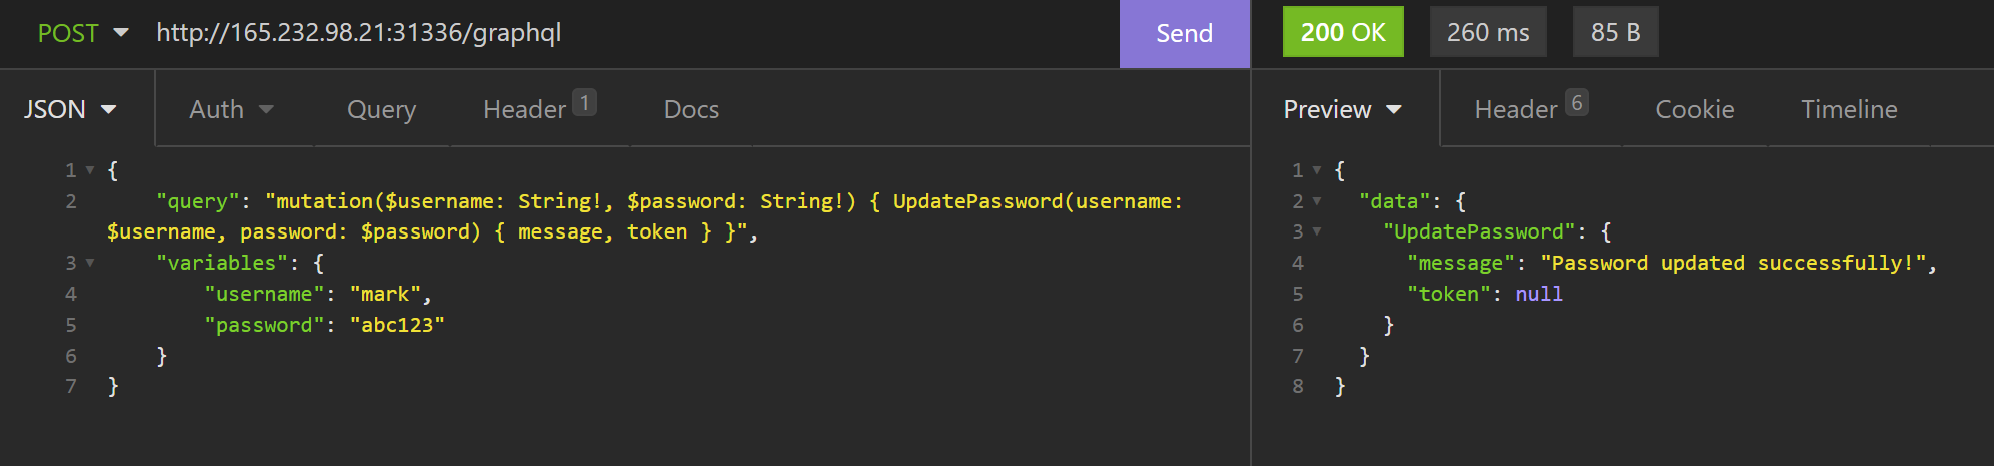 POST http://165.232.98.21:31336/graphql Send 200 OK 260 ms 85 B
JSON Auth Query Header 1 Docs Preview Header 6 Cookie Timeline
1 {
2 "query": "mutation($username: String!, $password: String!) { UpdatePassword(username:
$username, password: $password) { message, token } }",
3 "variables": {
4 "username": "mark",
5 "password": "abc123"
6 }
7 }
1 {
2 "data": {
3 "UpdatePassword": {
4 "message": "Password updated successfully!",
5 "token": null
6 }
7 }
8 }